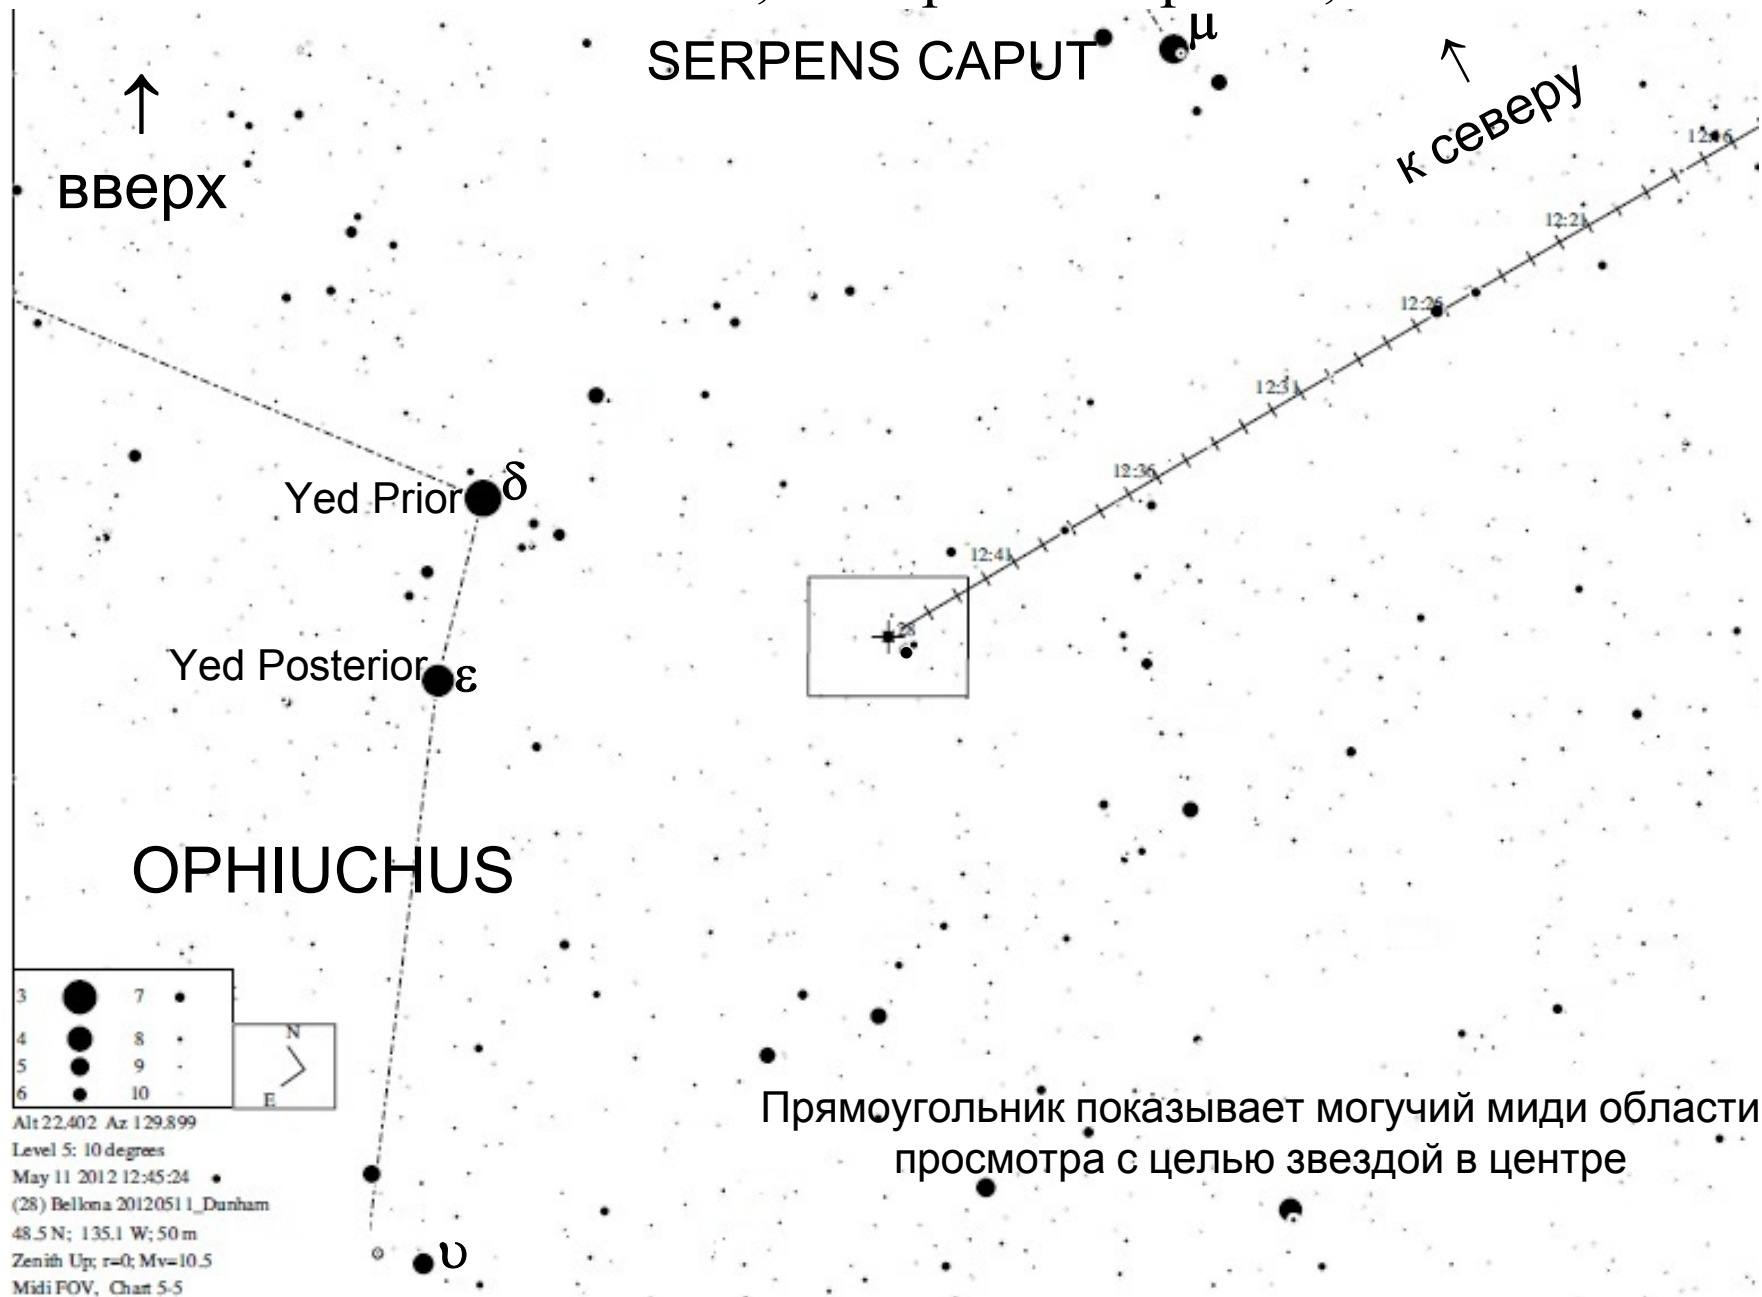 SERPENS CAPUT
μ
↑
вверх
↑
к северу
12:16
12:21
12:26
12:31
12:36
12:41
28
Yed Prior
δ
Yed Posterior
ε
OPHIUCHUS
3 7
4 8
5 9
6 10
N
E
Прямоугольник показывает могучий миди области
просмотра с целью звездой в центре
Alt 22.402 Az 129.899
Level 5: 10 degrees
May 11 2012 12:45:24
(28) Bellona 20120511_Dunham
48.5 N; 135.1 W; 50 m
Zenith Up; r=0; Mv=10.5
Midi FOV, Chart 5-5
υ